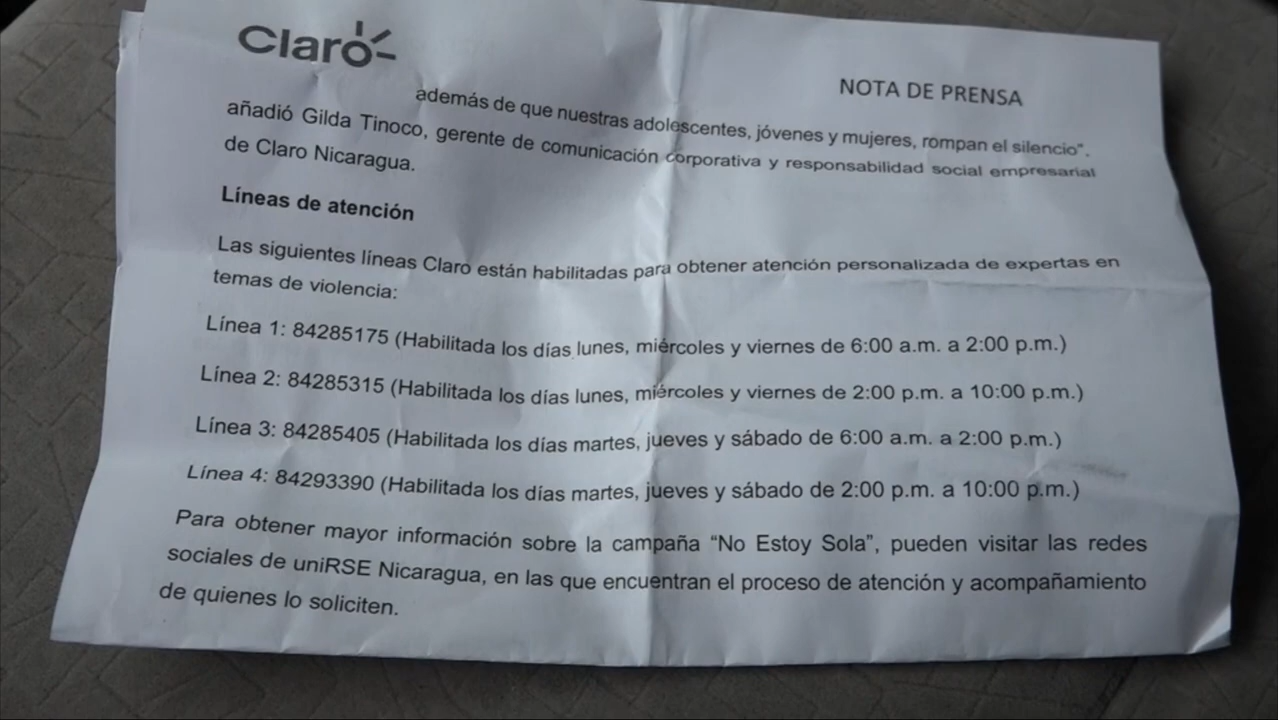 Claro
NOTA DE PRENSA
además de que nuestras adolescentes, jóvenes y mujeres, rompan el silencio”.
añadió Gilda Tinoco, gerente de comunicación corporativa y responsabilidad social empresarial
de Claro Nicaragua.
Líneas de atención
Las siguientes líneas Claro están habilitadas para obtener atención personalizada de expertas en
temas de violencia:
Línea 1: 84285175 (Habilitada los días lunes, miércoles y viernes de 6:00 a.m. a 2:00 p.m.)
Línea 2: 84285315 (Habilitada los días lunes, miércoles y viernes de 2:00 p.m. a 10:00 p.m.)
Línea 3: 84285405 (Habilitada los días martes, jueves y sábado de 6:00 a.m. a 2:00 p.m.)
Línea 4: 84293390 (Habilitada los días martes, jueves y sábado de 2:00 p.m. a 10:00 p.m.)
Para obtener mayor información sobre la campaña “No Estoy Sola”, pueden visitar las redes
sociales de uniRSE Nicaragua, en las que encuentran el proceso de atención y acompañamiento
de quienes lo soliciten.